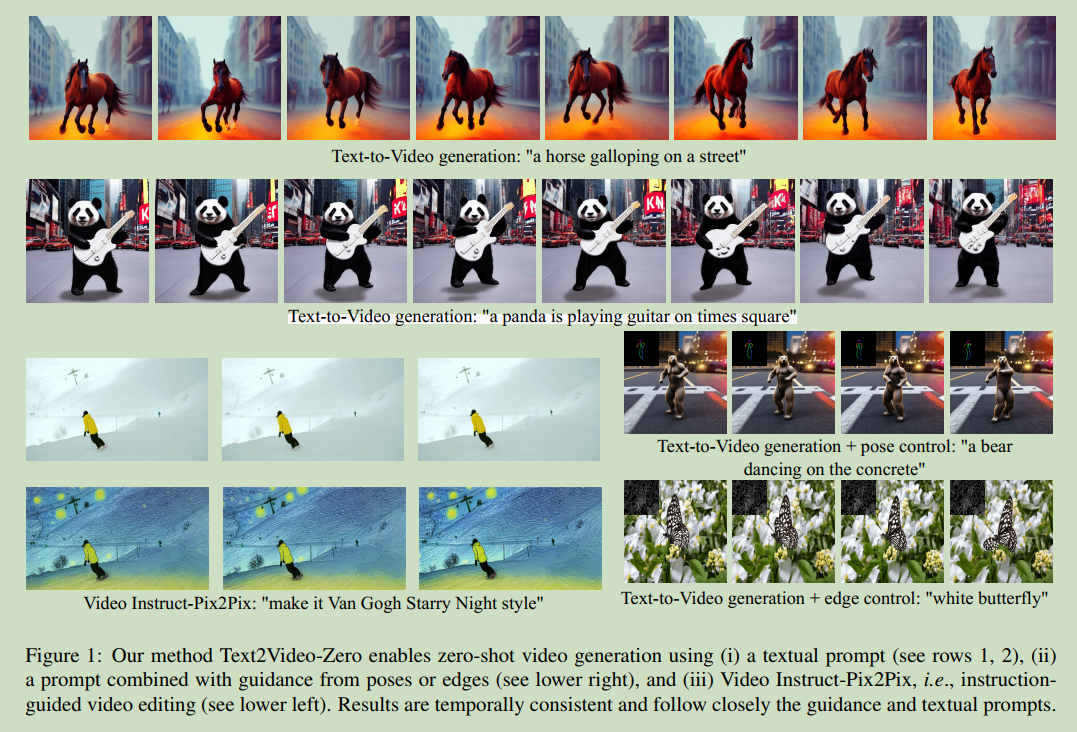 Text-to-Video generation: "a horse galloping on a street"
K
KN
Text-to-Video generation: "a panda is playing guitar on times square"
Text-to-Video generation + pose control: "a bear
dancing on the concrete"
Video Instruct-Pix2Pix: "make it Van Gogh Starry Night style"
Text-to-Video generation + edge control: "white butterfly"
Figure 1: Our method Text2Video-Zero enables zero-shot video generation using (i) a textual prompt (see rows 1, 2), (ii)
a prompt combined with guidance from poses or edges (see lower right), and (iii) Video Instruct-Pix2Pix, i.e., instruction-
guided video editing (see lower left). Results are temporally consistent and follow closely the guidance and textual prompts.